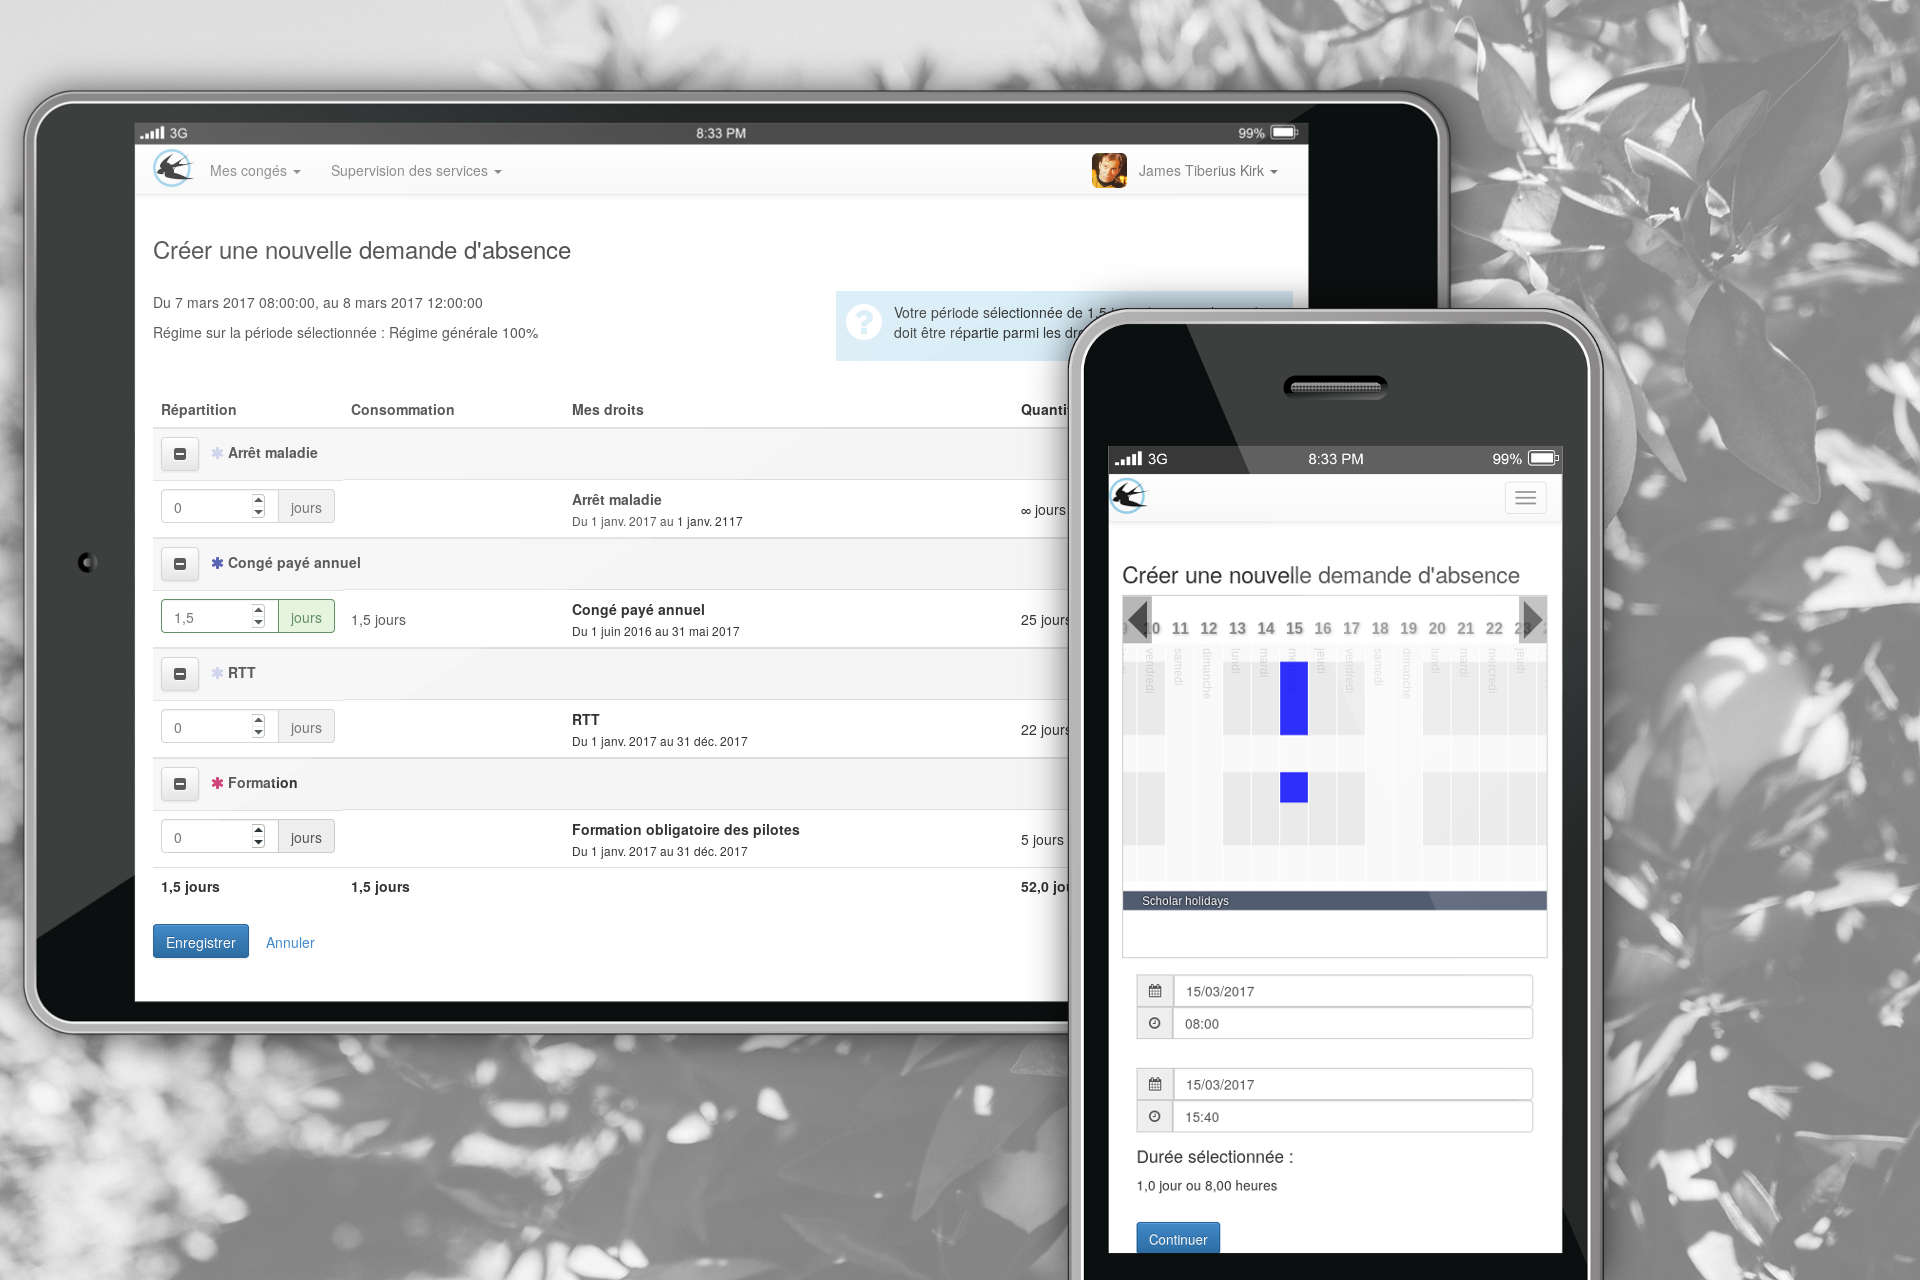 3G
8:33 PM
99%
Mes congés
Supervision des services
James Tiberius Kirk
Créer une nouvelle demande d'absence
Du 7 mars 2017 08:00:00, au 8 mars 2017 12:00:00
Régime sur la période sélectionnée : Régime générale 100%
Votre période sélectionnée de 1,5
doit être répartie parmi les
Répartition Consommation Mes droits
Arrêt maladie
0 jours
Arrêt maladie
∞ jours
Du 1 janv. 2017 au 1 janv. 2117
Congé payé annuel
1,5 jours 1,5 jours
Congé payé annuel
25 jours
Du 1 juin 2016 au 31 mai 2017
RTT
0 jours
RTT
22 jours
Du 1 janv. 2017 au 31 déc. 2017
Formation
0 jours
Formation obligatoire des pilotes
5 jours
Du 1 janv. 2017 au 31 déc. 2017
1,5 jours 1,5 jours 52,0
Enregistrer Annuler
3G
8:33 PM
99%
Créer une nouvelle demande d'absence
10 11 12 13 14 15 16 17 18 19 20 21 22 23
vendredi samedi dimanche lundi mardi jeudi vendredi samedi dimanche lundi mardi mercredi jeudi
Scholar holidays
15/03/2017
08:00
15/03/2017
15:40
Durée sélectionnée :
1,0 jour ou 8,00 heures
Continuer